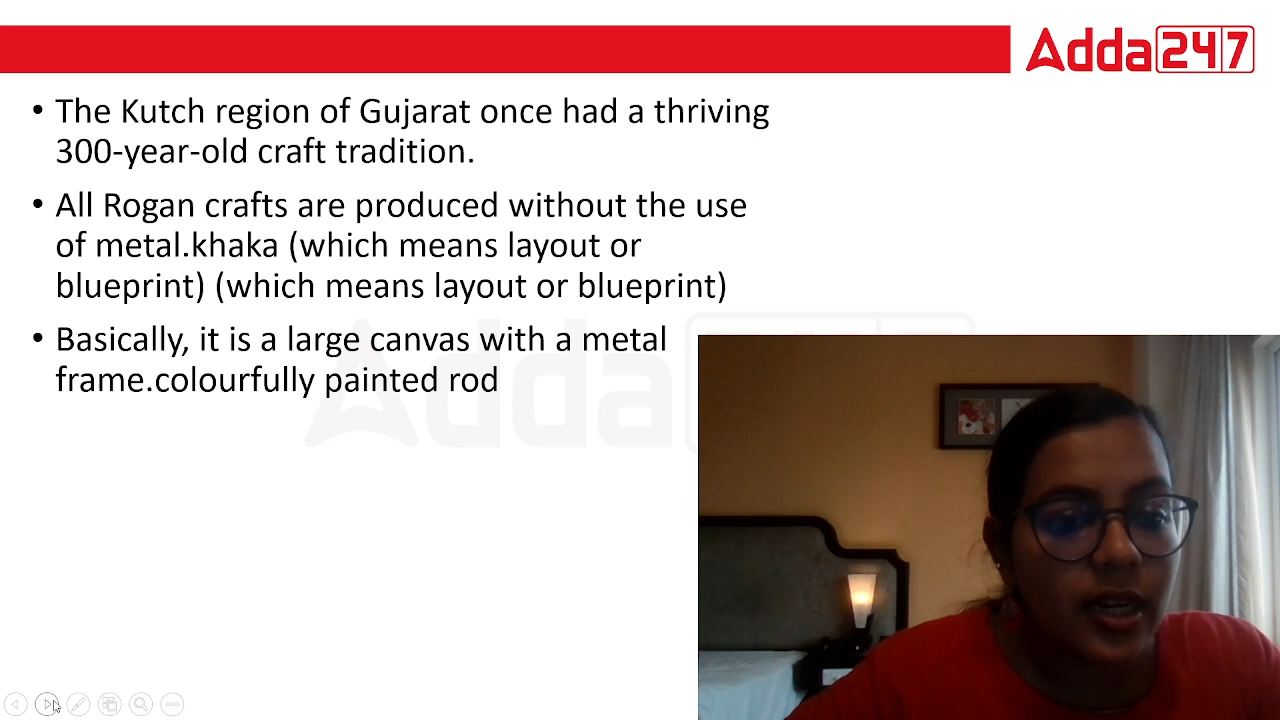 Adda247
• The Kutch region of Gujarat once had a thriving
300-year-old craft tradition.
• All Rogan crafts are produced without the use
of metal.khaka (which means layout or
blueprint) (which means layout or blueprint)
• Basically, it is a large canvas with a metal
frame.colourfully painted rod
Adda